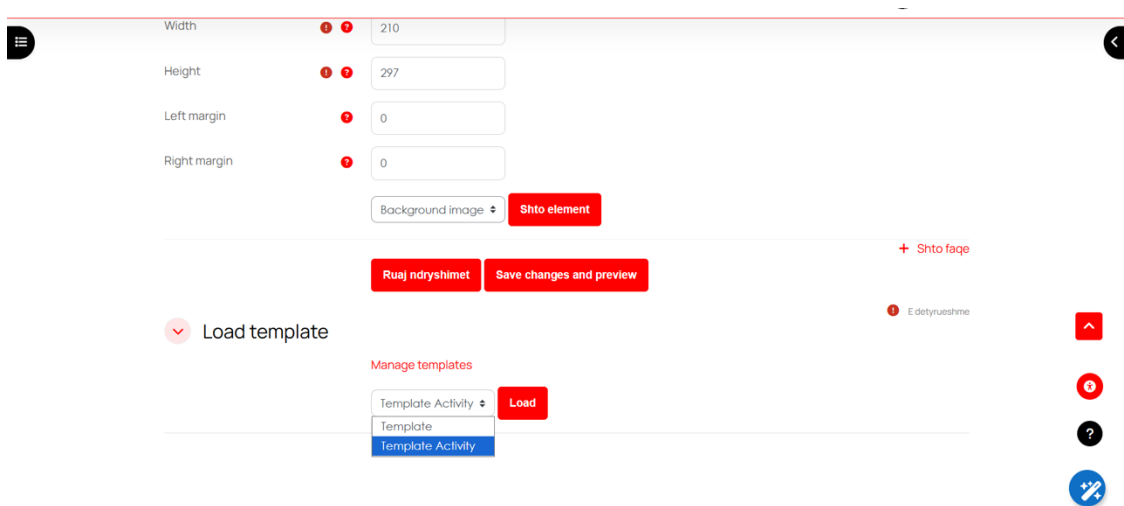 Width
210
Height
297
Left margin
0
Right margin
0
Background image
Shto element
+ Shto faqe
Ruaj ndryshimet
Save changes and preview
E detyrueshme
Load template
Manage templates
Template Activity
Load
Template
Template Activity